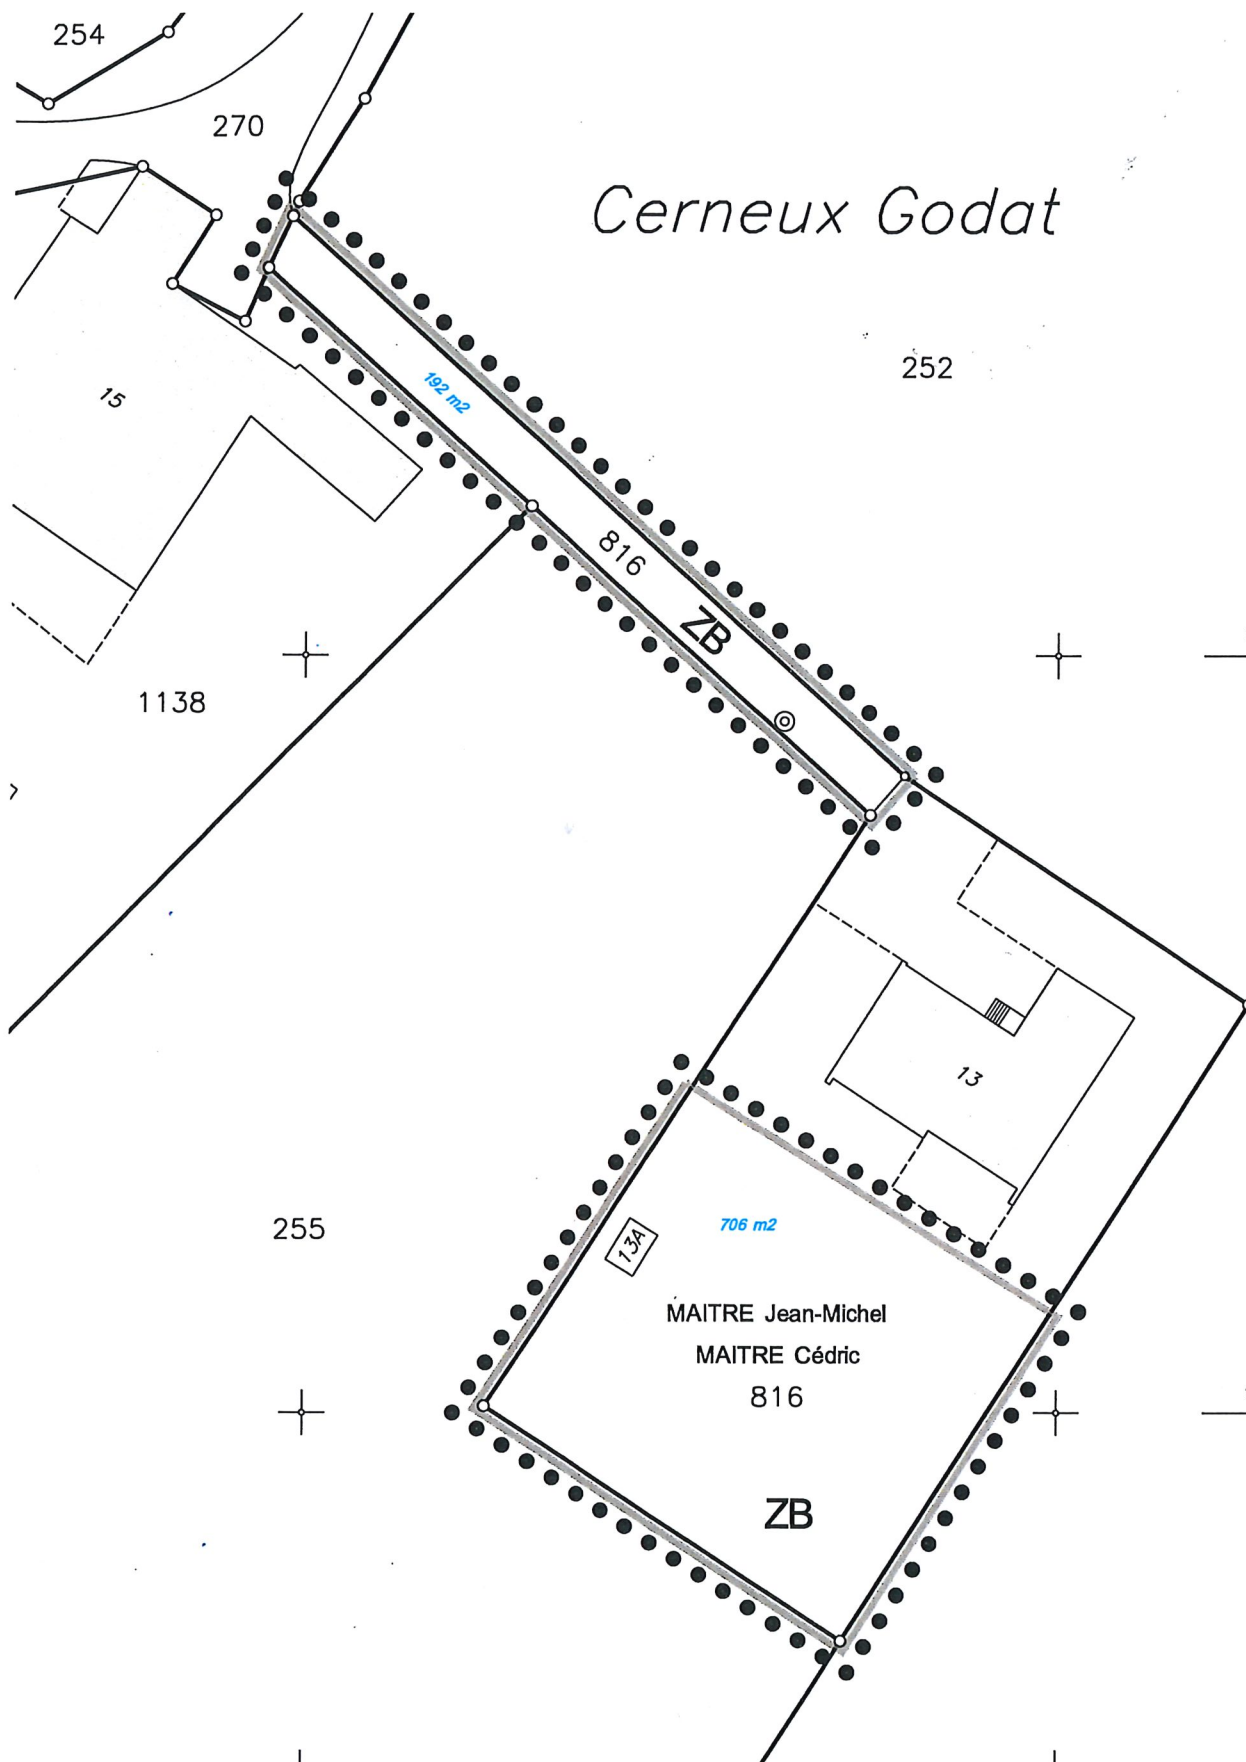 254
270
Cerneux Godat
252
15
192 m2
816
ZB
1138
13
255
706 m2
13A
MAITRE Jean-Michel
MAITRE Cédric
816
ZB